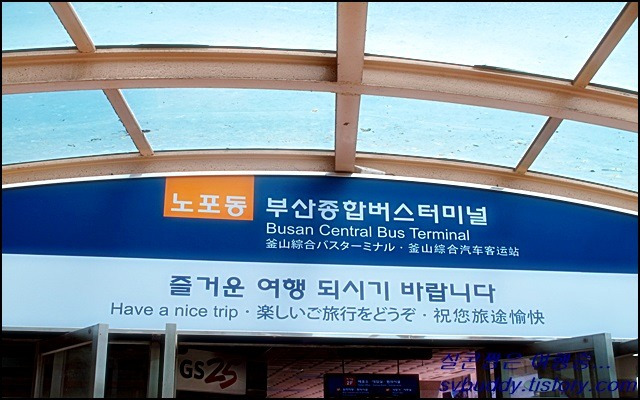 노포동 부산종합버스터미널
Busan Central Bus Terminal
釜山綜合バスターミナル · 釜山綜合汽车客运站
즐거운 여행 되시기 바랍니다
Have a nice trip · 楽しいご旅行をどうぞ · 祝您旅途愉快
GS25
sybuddy.tistory.com